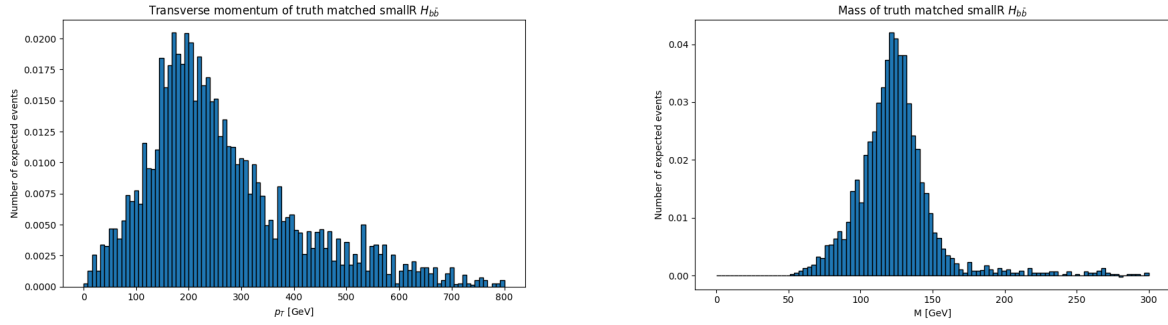 Transverse momentum of truth matched smallR $H_{b\bar{b}}$
Number of expected events
0.0200
0.0175
0.0150
0.0125
0.0100
0.0075
0.0050
0.0025
0.0000
0 100 200 300 400 500 600 700 800
$p_T$ [GeV]
Mass of truth matched smallR $H_{b\bar{b}}$
Number of expected events
0.04
0.03
0.02
0.01
0.00
0 50 100 150 200 250 300
M [GeV]